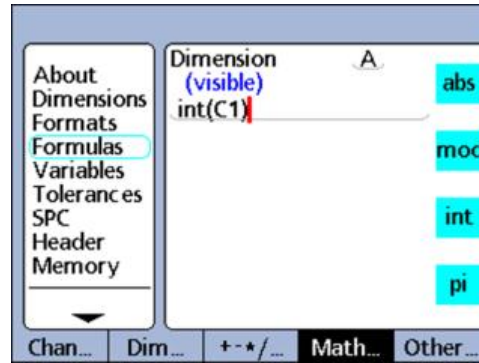 About
Dimensions
Formats
Formulas
Variables
Tolerances
SPC
Header
Memory
Dimension A
(visible)
int(C1)
abs
mod
int
pi
Chan... Dim... +-*/... Math... Other...